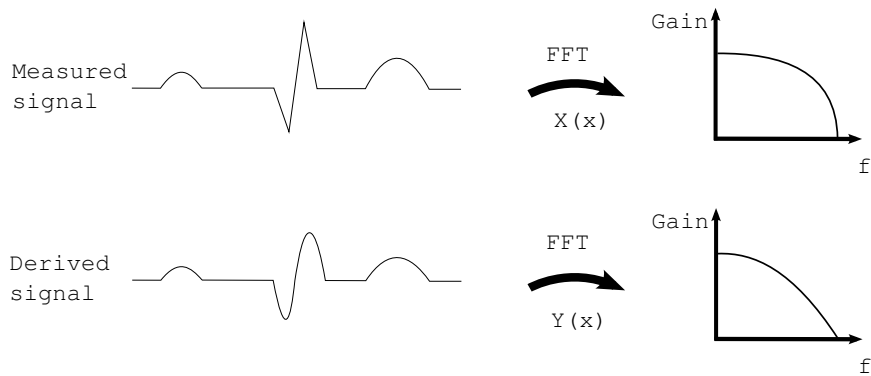 Measured
signal
FFT
X(x)
Gain
f
Derived
signal
FFT
Y(x)
Gain
f